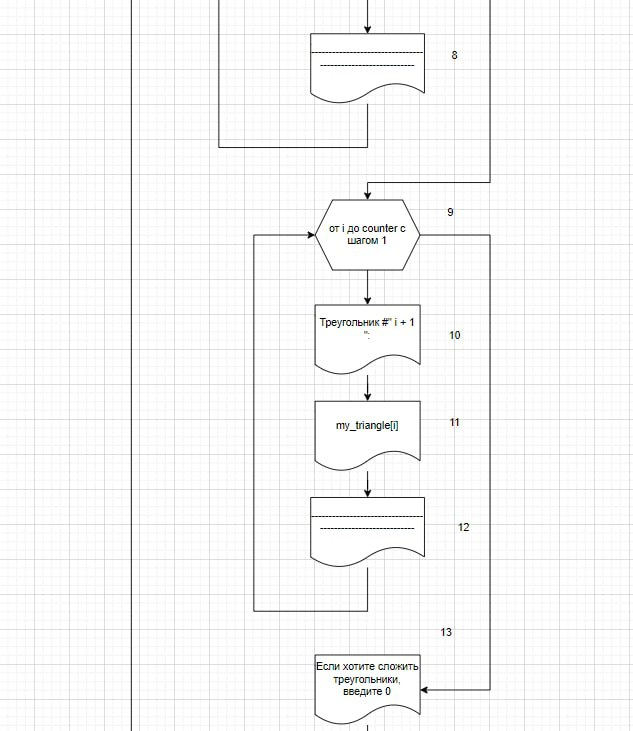 8
9
от i до counter с
шагом 1
Треугольник #" i + 1
":
10
my_triangle[i]
11
12
13
Если хотите сложить
треугольники,
введите 0